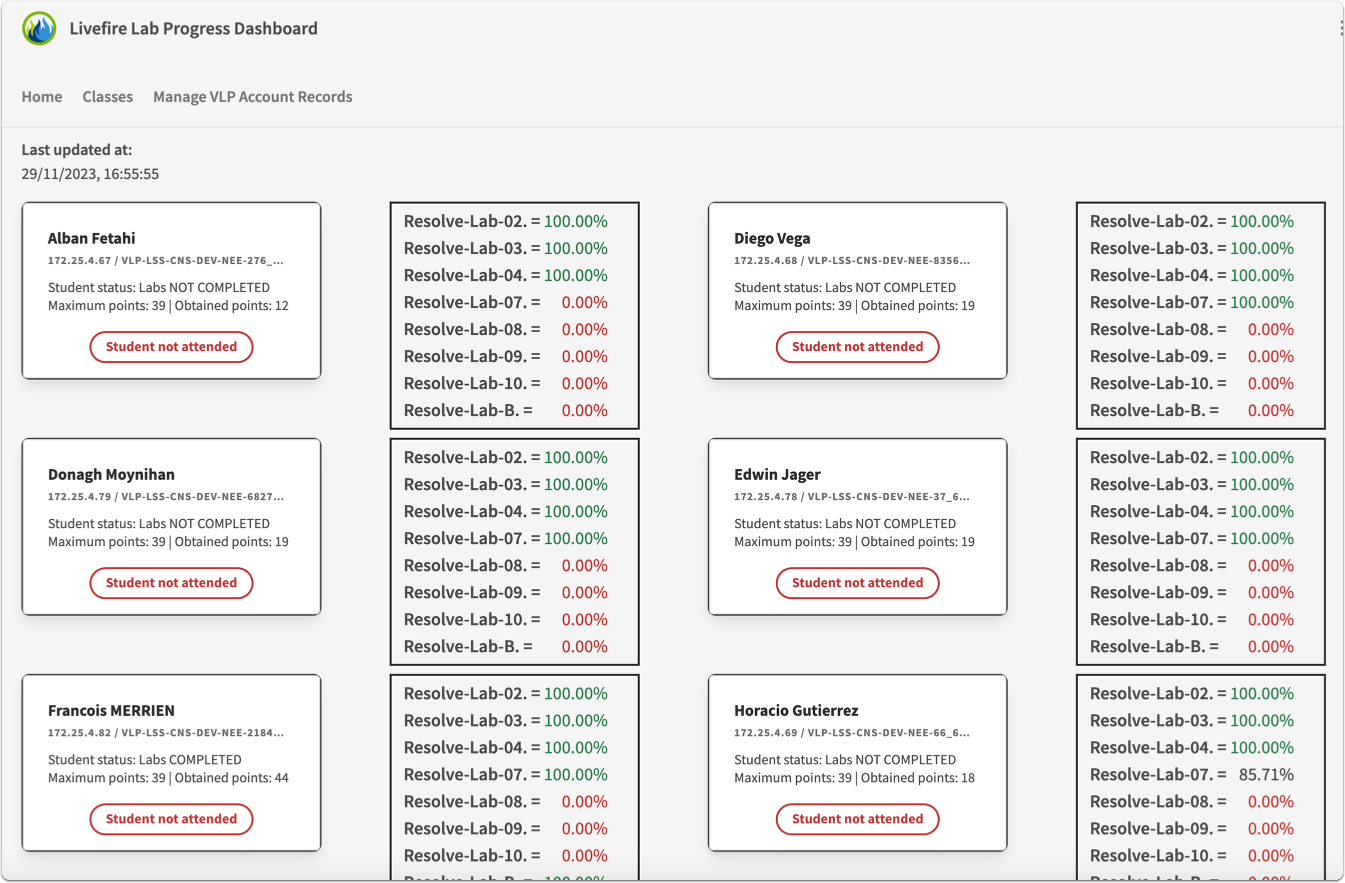 Livefire Lab Progress Dashboard
Home Classes Manage VLP Account Records
Last updated at:
29/11/2023, 16:55:55
Alban Fetahi
172.25.4.67 / VLP-LSS-CNS-DEV-NEE-276_...
Student status: Labs NOT COMPLETED
Maximum points: 39 | Obtained points: 12
Student not attended
Resolve-Lab-02. = 100.00%
Resolve-Lab-03. = 100.00%
Resolve-Lab-04. = 100.00%
Resolve-Lab-07. = 0.00%
Resolve-Lab-08. = 0.00%
Resolve-Lab-09. = 0.00%
Resolve-Lab-10. = 0.00%
Resolve-Lab-B. = 0.00%
Diego Vega
172.25.4.68 / VLP-LSS-CNS-DEV-NEE-8356...
Student status: Labs NOT COMPLETED
Maximum points: 39 | Obtained points: 19
Student not attended
Resolve-Lab-02. = 100.00%
Resolve-Lab-03. = 100.00%
Resolve-Lab-04. = 100.00%
Resolve-Lab-07. = 100.00%
Resolve-Lab-08. = 0.00%
Resolve-Lab-09. = 0.00%
Resolve-Lab-10. = 0.00%
Resolve-Lab-B. = 0.00%
Donagh Moynihan
172.25.4.79 / VLP-LSS-CNS-DEV-NEE-6827...
Student status: Labs NOT COMPLETED
Maximum points: 39 | Obtained points: 19
Student not attended
Resolve-Lab-02. = 100.00%
Resolve-Lab-03. = 100.00%
Resolve-Lab-04. = 100.00%
Resolve-Lab-07. = 100.00%
Resolve-Lab-08. = 0.00%
Resolve-Lab-09. = 0.00%
Resolve-Lab-10. = 0.00%
Resolve-Lab-B. = 0.00%
Edwin Jager
172.25.4.78 / VLP-LSS-CNS-DEV-NEE-37_6...
Student status: Labs NOT COMPLETED
Maximum points: 39 | Obtained points: 19
Student not attended
Resolve-Lab-02. = 100.00%
Resolve-Lab-03. = 100.00%
Resolve-Lab-04. = 100.00%
Resolve-Lab-07. = 100.00%
Resolve-Lab-08. = 0.00%
Resolve-Lab-09. = 0.00%
Resolve-Lab-10. = 0.00%
Resolve-Lab-B. = 0.00%
Francois MERRIEN
172.25.4.82 / VLP-LSS-CNS-DEV-NEE-2184...
Student status: Labs COMPLETED
Maximum points: 39 | Obtained points: 44
Student not attended
Resolve-Lab-02. = 100.00%
Resolve-Lab-03. = 100.00%
Resolve-Lab-04. = 100.00%
Resolve-Lab-07. = 100.00%
Resolve-Lab-08. = 0.00%
Resolve-Lab-09. = 0.00%
Resolve-Lab-10. = 0.00%
Resolve-Lab-B. = 100.00%
Horacio Gutierrez
172.25.4.69 / VLP-LSS-CNS-DEV-NEE-66_6...
Student status: Labs NOT COMPLETED
Maximum points: 39 | Obtained points: 18
Student not attended
Resolve-Lab-02. = 100.00%
Resolve-Lab-03. = 100.00%
Resolve-Lab-04. = 100.00%
Resolve-Lab-07. = 85.71%
Resolve-Lab-08. = 0.00%
Resolve-Lab-09. = 0.00%
Resolve-Lab-10. = 0.00%
Resolve-Lab-B. = 0.00%